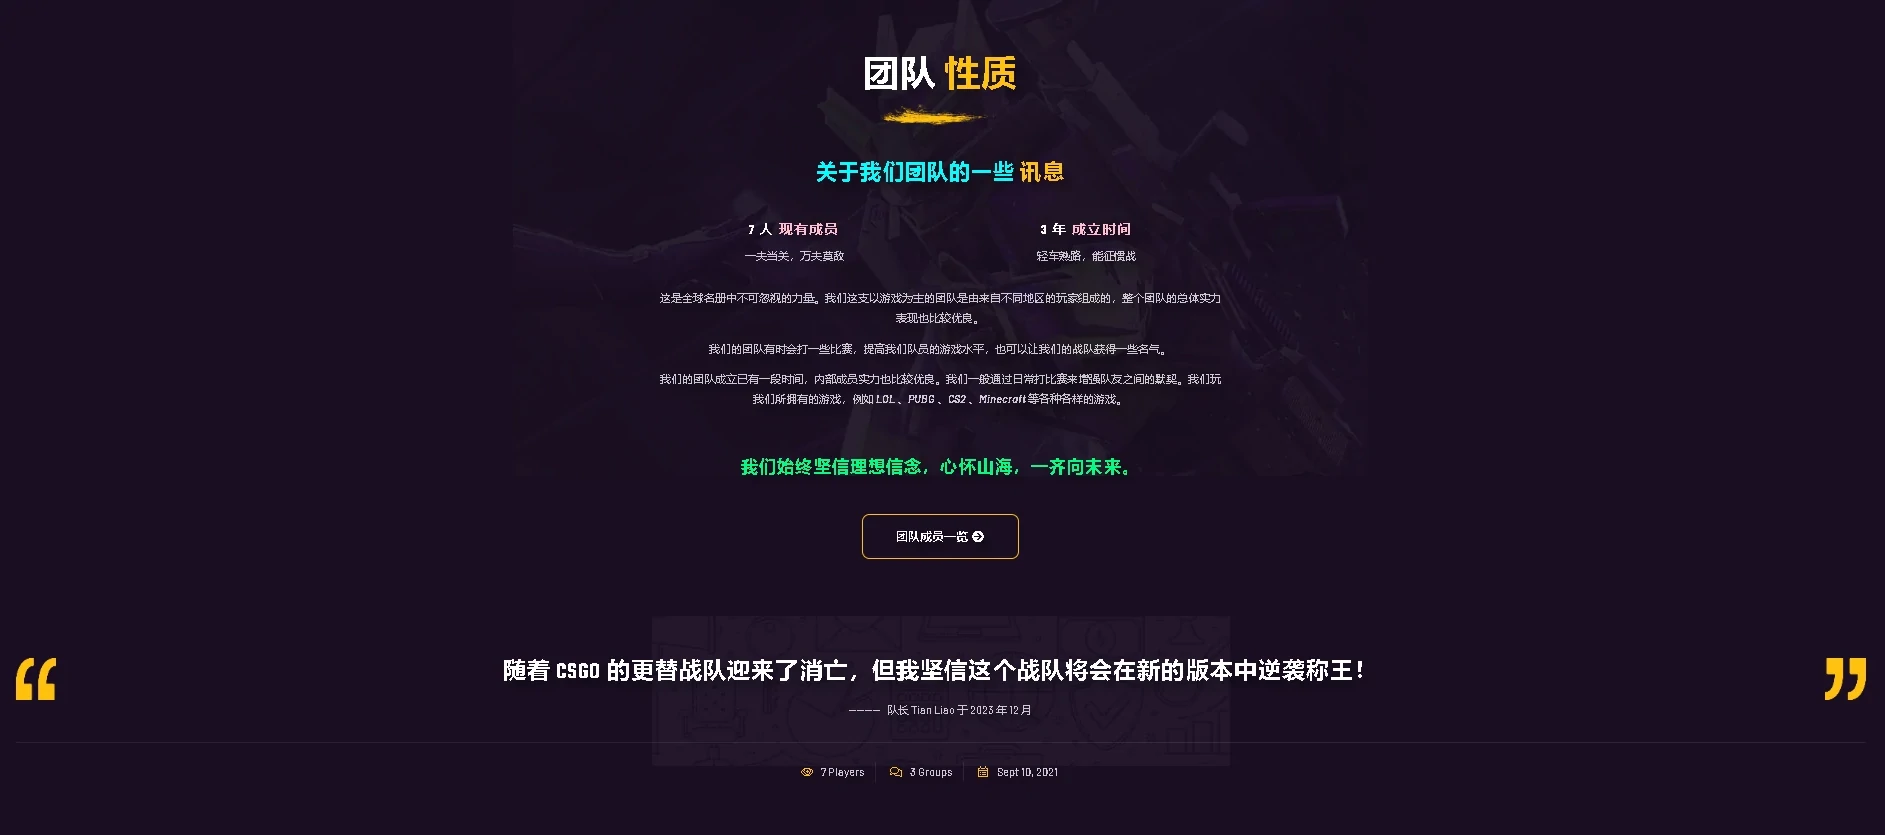 团队 性质
关于我们团队的一些 讯息
7 人 现有成员
3 年 成立时间
一夫当关，万夫莫敌
轻车熟路，能征惯战
这是全球名册中不可忽视的力量。我们这支以游戏为主的团队是由来自不同地区的玩家组成的，整个团队的总体实力
表现也比较优良。
我们的团队有时会打一些比赛，提高我们队员的游戏水平，也可以让我们的战队获得一些名气。
我们的团队成立已有一段时间，内部成员实力也比较优良。我们一般通过日常打比赛来增强队友之间的默契。我们玩
我们所拥有的游戏，例如 LOL 、PUBG 、CS2 、Minecraft 等各种各样的游戏。
我们始终坚信理想信念，心怀山海，一齐向未来。
团队成员一览
“
随着 CSGO 的更替战队迎来了消亡，但我坚信这个战队将会在新的版本中逆袭称王！
”
———— 队长 Tian Liao 于 2023 年 12 月
7 Players
3 Groups
Sept 10, 2021